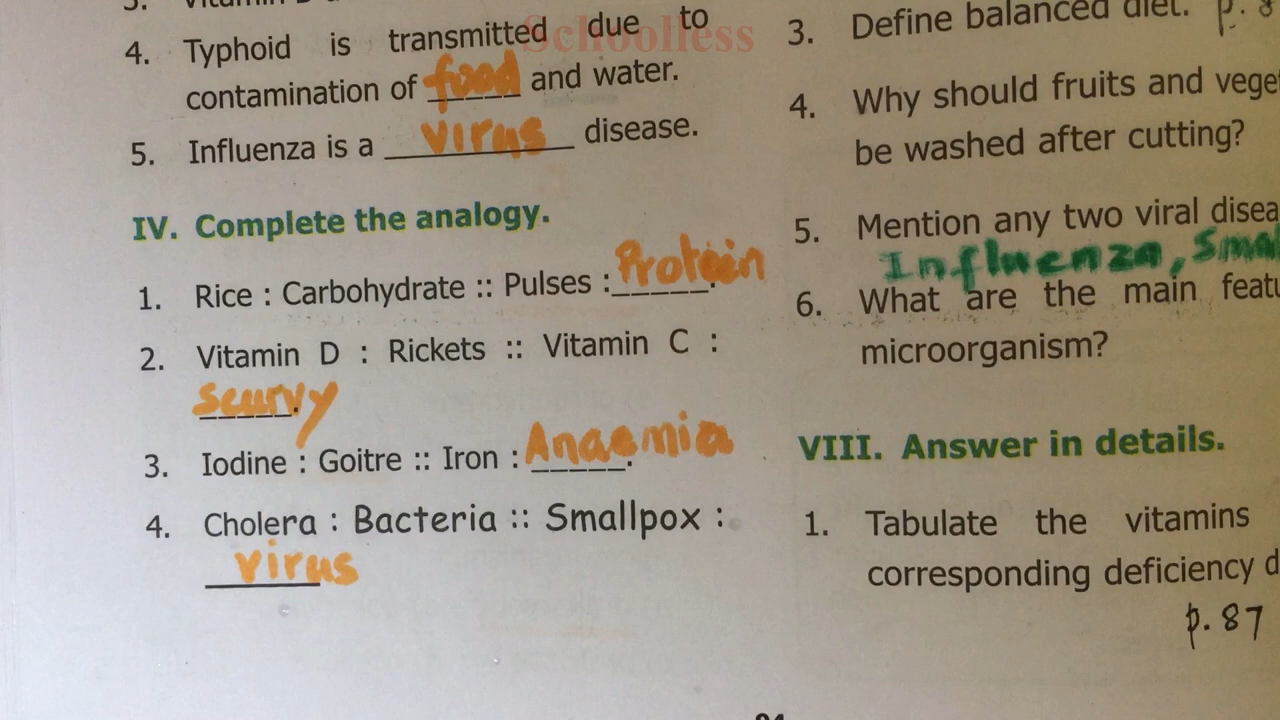 4. Typhoid is transmitted due to
contamination of food and water.
5. Influenza is a virus disease.
IV. Complete the analogy.
1. Rice : Carbohydrate :: Pulses : Protein.
2. Vitamin D : Rickets :: Vitamin C :
scurvy.
3. Iodine : Goitre :: Iron : Anaemia.
4. Cholera : Bacteria :: Smallpox :
virus
Schoolless
3. Define balanced diet. p. 8
4. Why should fruits and vege
be washed after cutting?
5. Mention any two viral disea
Influenza, Smal
6. What are the main featu
microorganism?
VIII. Answer in details.
1. Tabulate the vitamins
corresponding deficiency d
p. 87